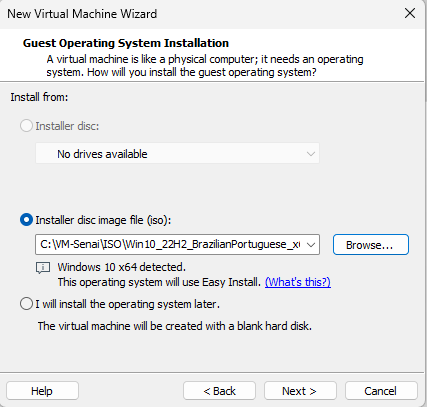 New Virtual Machine Wizard
Guest Operating System Installation
A virtual machine is like a physical computer; it needs an operating
system. How will you install the guest operating system?
Install from:
Installer disc:
No drives available
Installer disc image file (iso):
C:\VM-Senai\ISO\Win10_22H2_BrazilianPortuguese_x
Browse...
Windows 10 x64 detected.
This operating system will use Easy Install. (What's this?)
I will install the operating system later.
The virtual machine will be created with a blank hard disk.
Help
< Back
Next >
Cancel